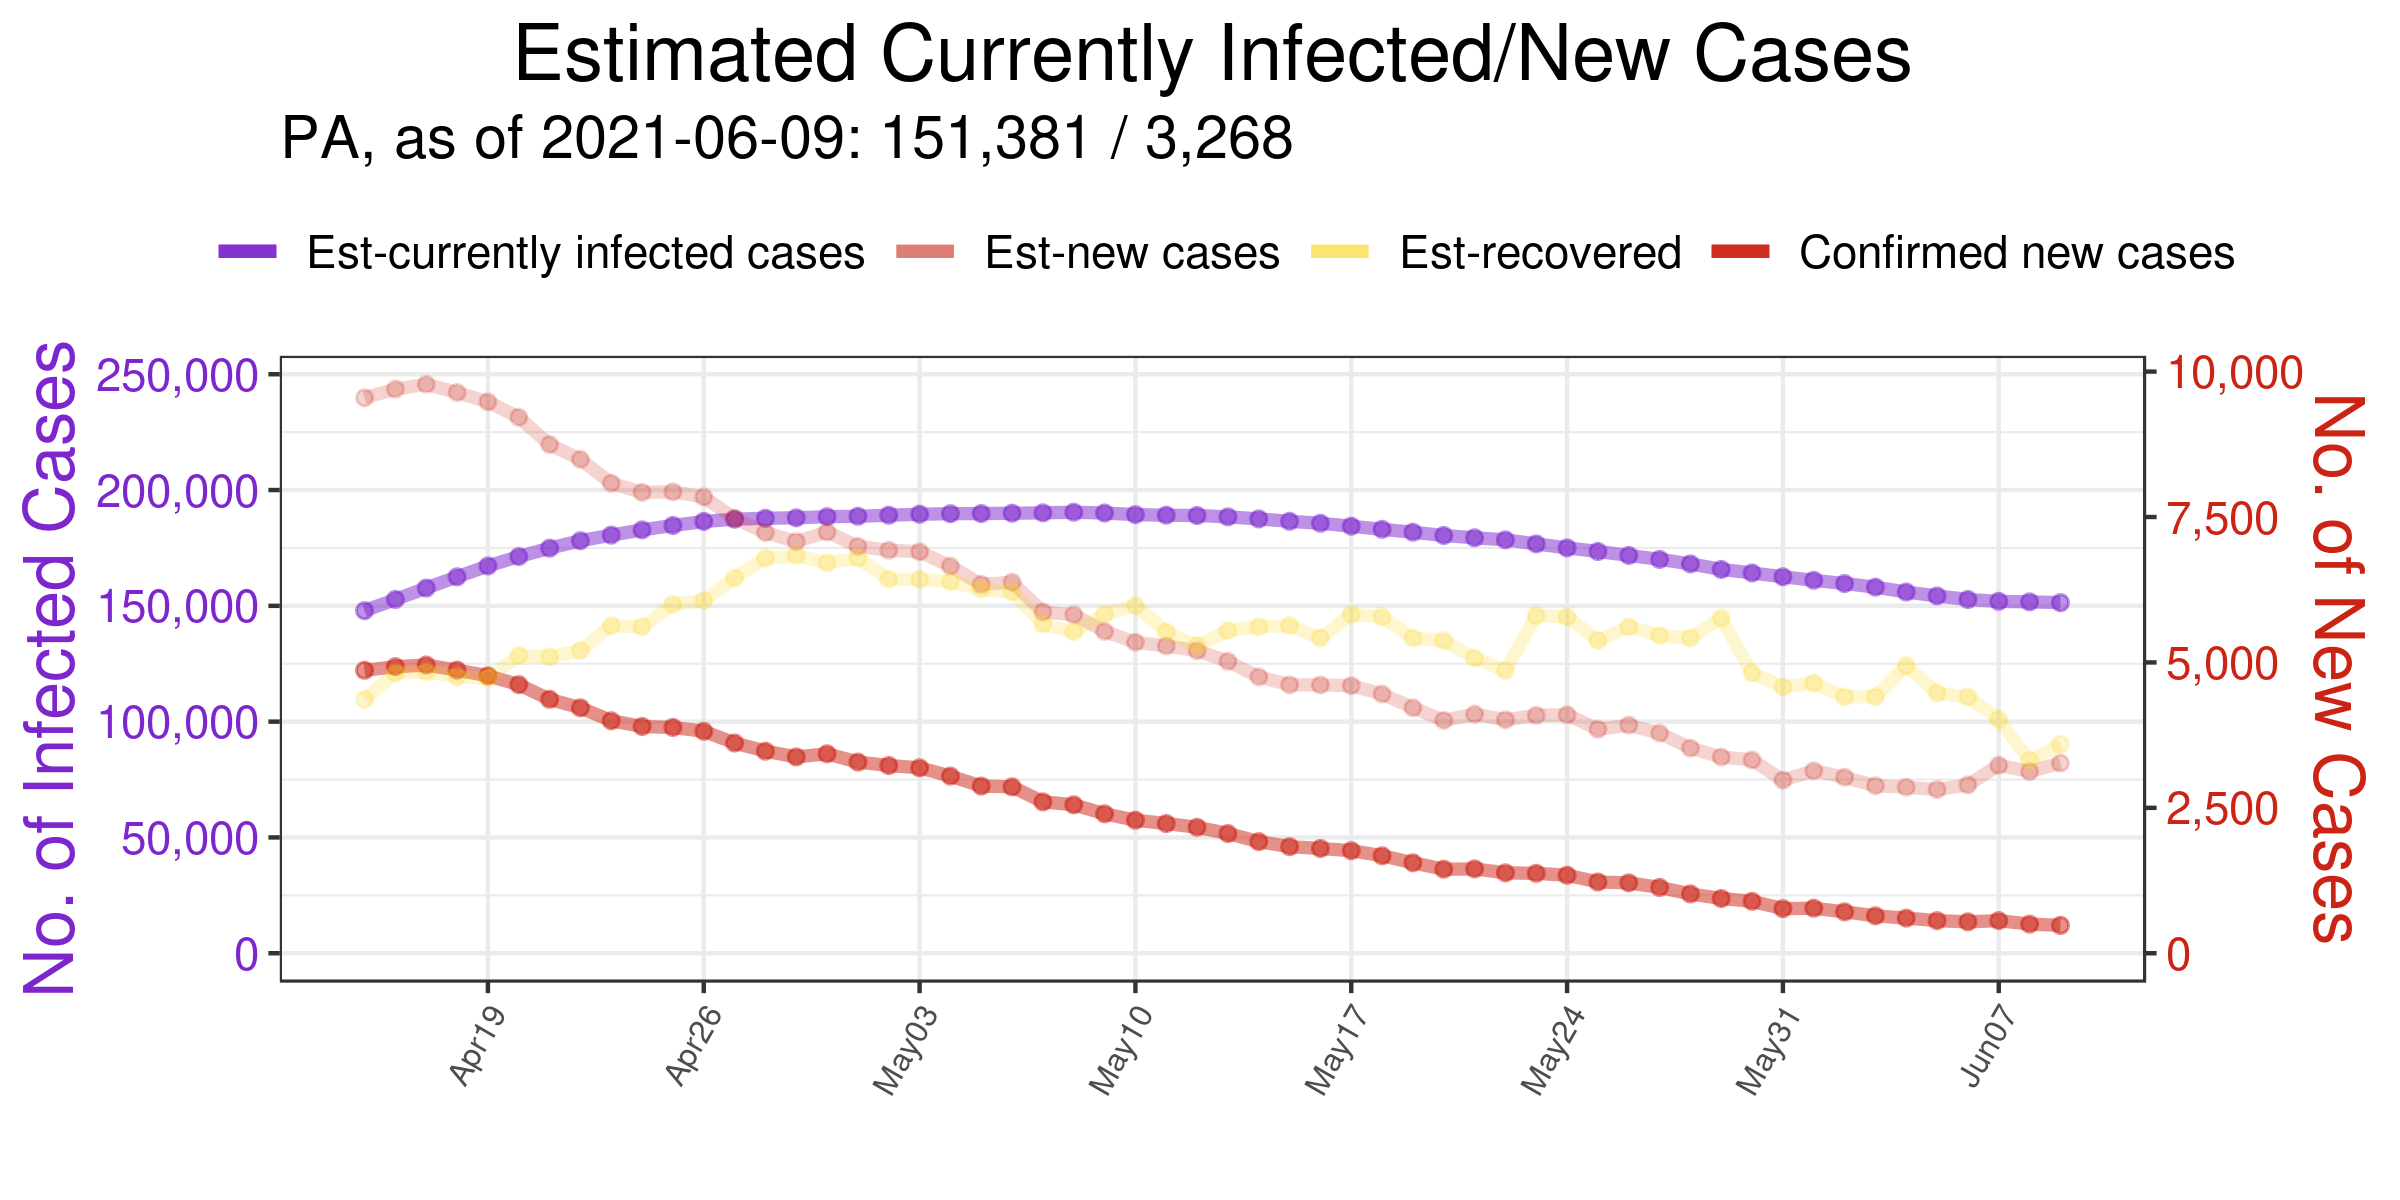 Estimated Currently Infected/New Cases
PA, as of 2021-06-09: 151,381 / 3,268
Est-currently infected cases Est-new cases Est-recovered Confirmed new cases
No. of Infected Cases
250,000
200,000
150,000
100,000
50,000
0
10,000
7,500
5,000
2,500
0
No. of New Cases
Apr19 Apr26 May03 May10 May17 May24 May31 Jun07